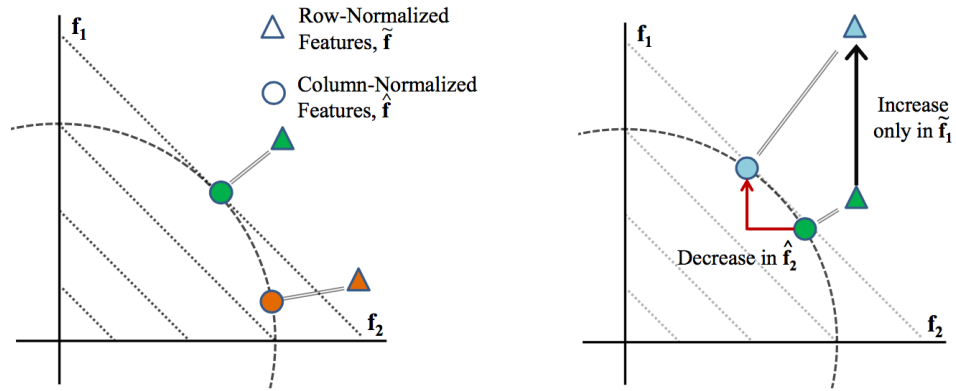 f₁
Row-Normalized
Features, f̃
Column-Normalized
Features, f̂
f₂
f₁
Increase
only in f̃₁
Decrease in f̂₂
f₂